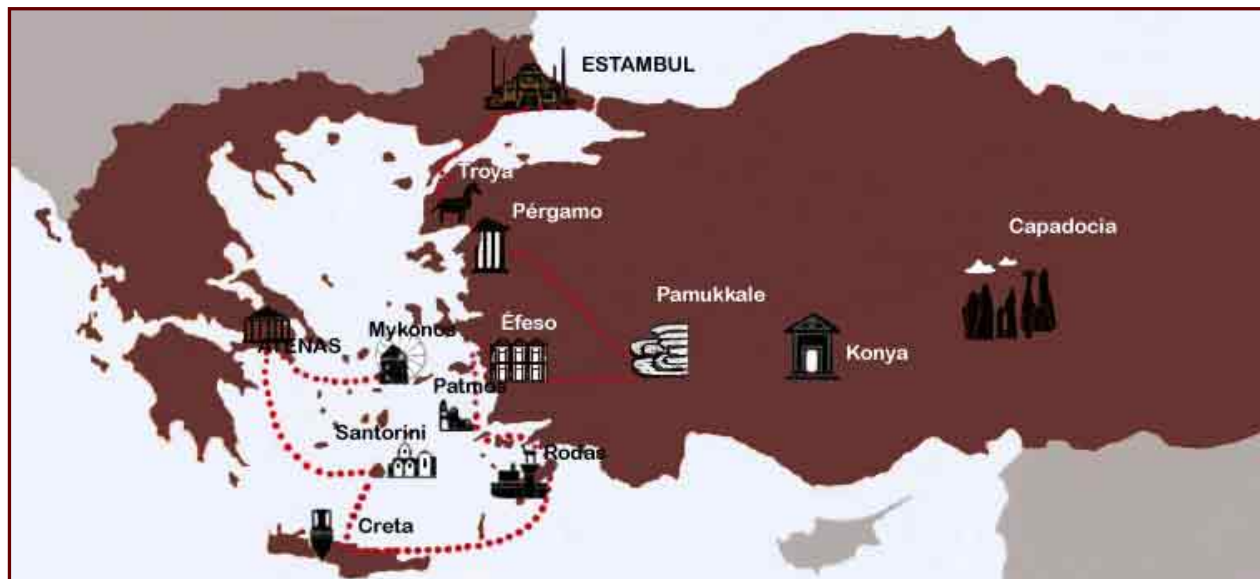 ESTAMBUL
Troya
Pérgamo
Capadocia
Pamukkale
Éfeso
Mykonos
ATENAS
Konya
Patmos
Santorini
Rodas
Creta